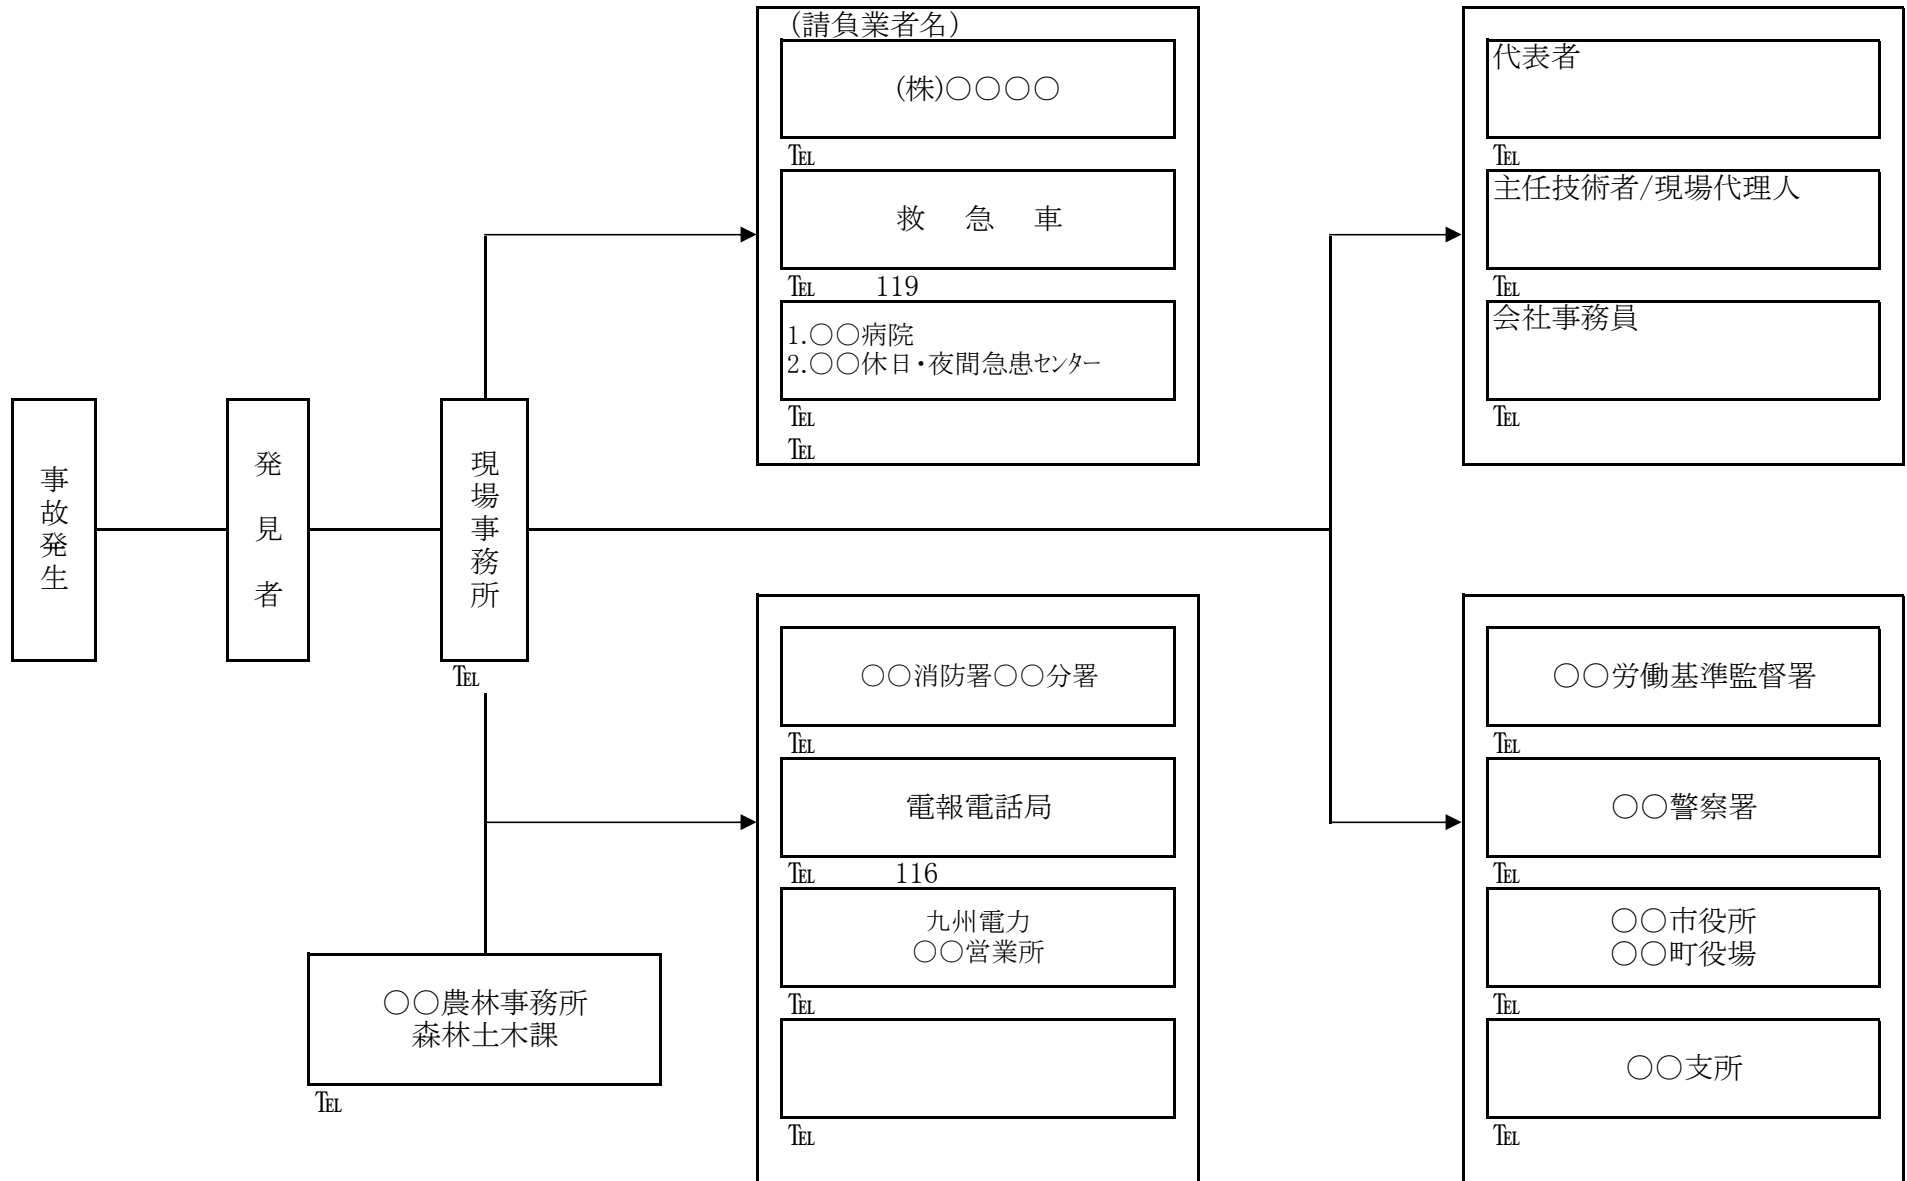 事故発生
発見者
現場事務所
℡
○○農林事務所
森林土木課
℡
(請負業者名)
(株)○○○○
℡
救 急 車
℡ 119
1.○○病院
2.○○休日・夜間急患センター
℡
℡
○○消防署○○分署
℡
電報電話局
℡ 116
九州電力
○○営業所
℡
℡
代表者
℡
主任技術者/現場代理人
℡
会社事務員
℡
○○労働基準監督署
℡
○○警察署
℡
○○市役所
○○町役場
℡
○○支所
℡